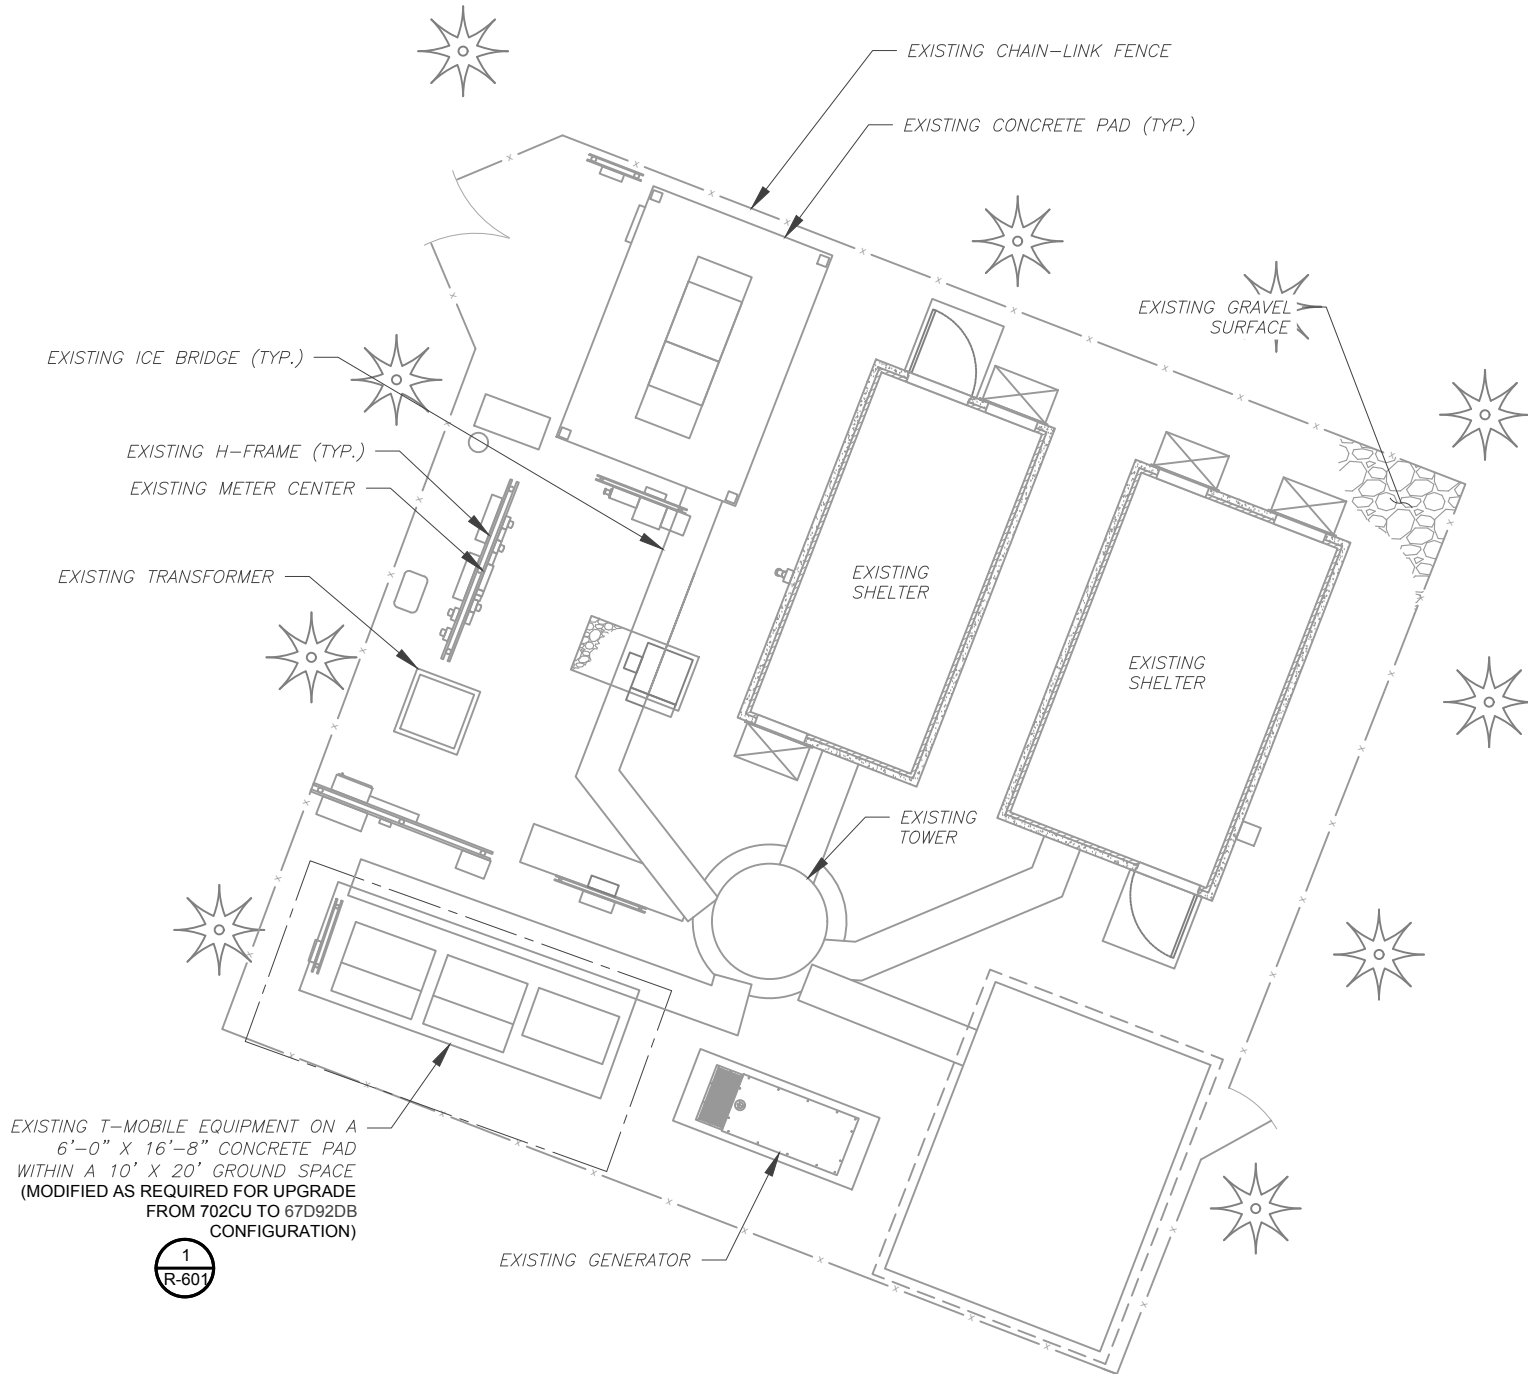 EXISTING CHAIN-LINK FENCE
EXISTING CONCRETE PAD (TYP.)
EXISTING GRAVEL
SURFACE
EXISTING ICE BRIDGE (TYP.)
EXISTING H-FRAME (TYP.)
EXISTING METER CENTER
EXISTING TRANSFORMER
EXISTING
SHELTER
EXISTING
SHELTER
EXISTING
TOWER
EXISTING T-MOBILE EQUIPMENT ON A
6'-0" X 16'-8" CONCRETE PAD
WITHIN A 10' X 20' GROUND SPACE
(MODIFIED AS REQUIRED FOR UPGRADE
FROM 702CU TO 67D92DB
CONFIGURATION)
1
R-601
EXISTING GENERATOR